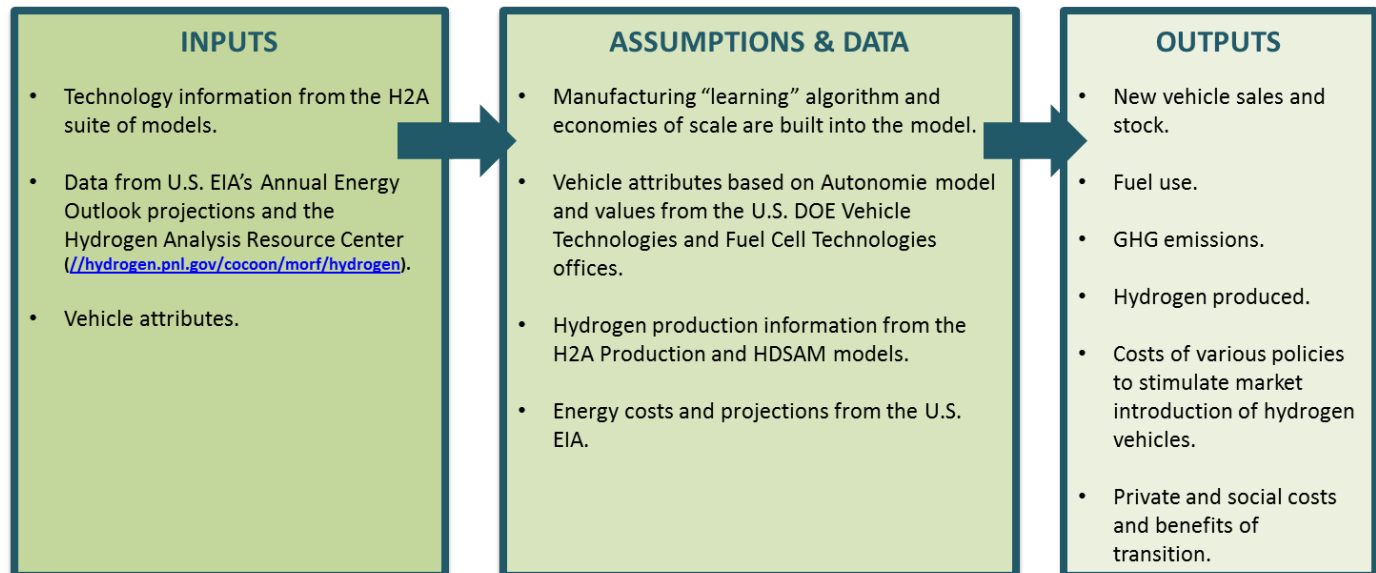 INPUTS
• Technology information from the H2A
suite of models.
• Data from U.S. EIA’s Annual Energy
Outlook projections and the
Hydrogen Analysis Resource Center
(//hydrogen.pnl.gov/cocoon/morf/hydrogen).
• Vehicle attributes.
ASSUMPTIONS & DATA
• Manufacturing “learning” algorithm and
economies of scale are built into the model.
• Vehicle attributes based on Autonomie model
and values from the U.S. DOE Vehicle
Technologies and Fuel Cell Technologies
offices.
• Hydrogen production information from the
H2A Production and HDSAM models.
• Energy costs and projections from the U.S.
EIA.
OUTPUTS
• New vehicle sales and
stock.
• Fuel use.
• GHG emissions.
• Hydrogen produced.
• Costs of various policies
to stimulate market
introduction of hydrogen
vehicles.
• Private and social costs
and benefits of
transition.